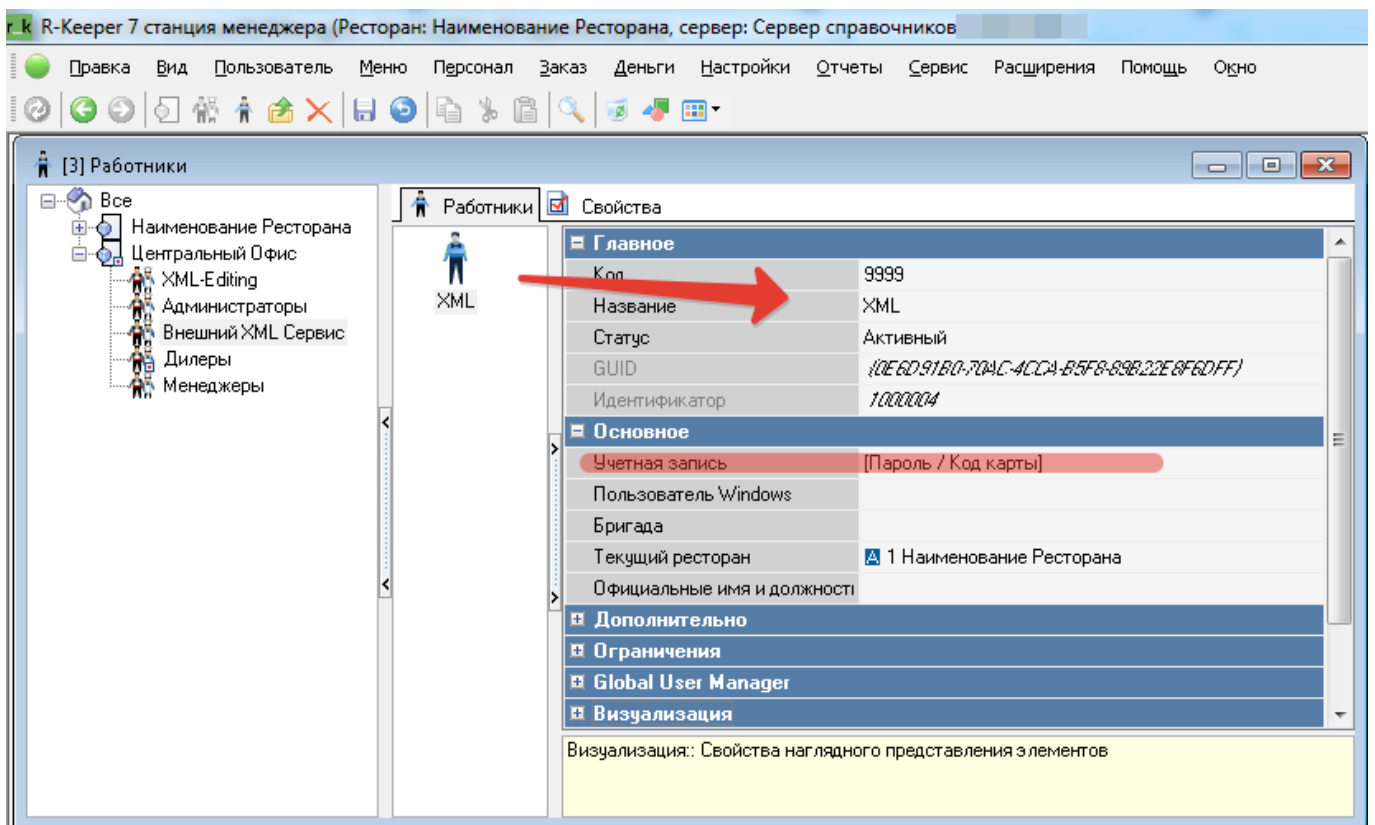 r_k R-Keeper 7 станция менеджера (Ресторан: Наименование Ресторана, сервер: Сервер справочников
Правка Вид Пользователь Меню Персонал Заказ Деньги Настройки Отчеты Сервис Расширения Помощь Окно
[3] Работники
Все
Наименование Ресторана
Центральный Офис
XML-Editing
Администраторы
Внешний XML Сервис
Дилеры
Менеджеры
Работники Свойства
XML
Главное
Код 9999
Название XML
Статус Активный
GUID {0E6D91B0-70AC-4CCA-B5F8-89B22E8F6DFF}
Идентификатор 1000004
Основное
Учетная запись [Пароль / Код карты]
Пользователь Windows
Бригада
Текущий ресторан A 1 Наименование Ресторана
Официальные имя и должности
Дополнительно
Ограничения
Global User Manager
Визуализация
Визуализация:: Свойства наглядного представления элементов